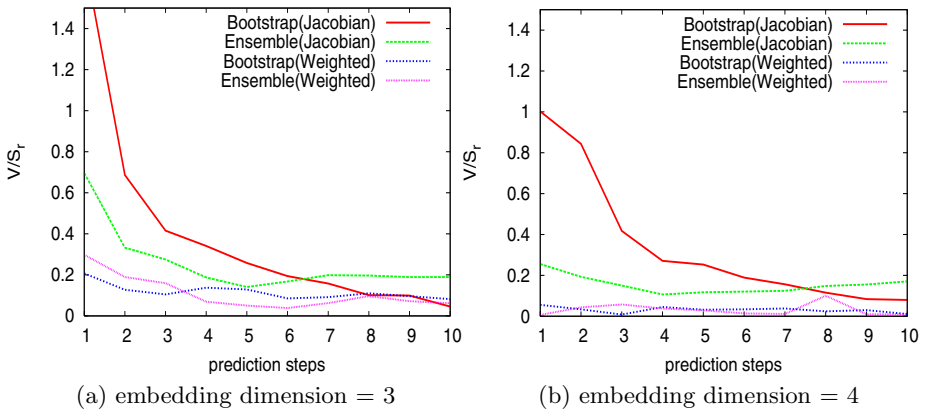 Bootstrap(Jacobian)
Ensemble(Jacobian)
Bootstrap(Weighted)
Ensemble(Weighted)
V/Sr
1.4
1.2
1
0.8
0.6
0.4
0.2
0
1 2 3 4 5 6 7 8 9 10
prediction steps
(a) embedding dimension = 3
Bootstrap(Jacobian)
Ensemble(Jacobian)
Bootstrap(Weighted)
Ensemble(Weighted)
V/Sr
1.4
1.2
1
0.8
0.6
0.4
0.2
0
1 2 3 4 5 6 7 8 9 10
prediction steps
(b) embedding dimension = 4